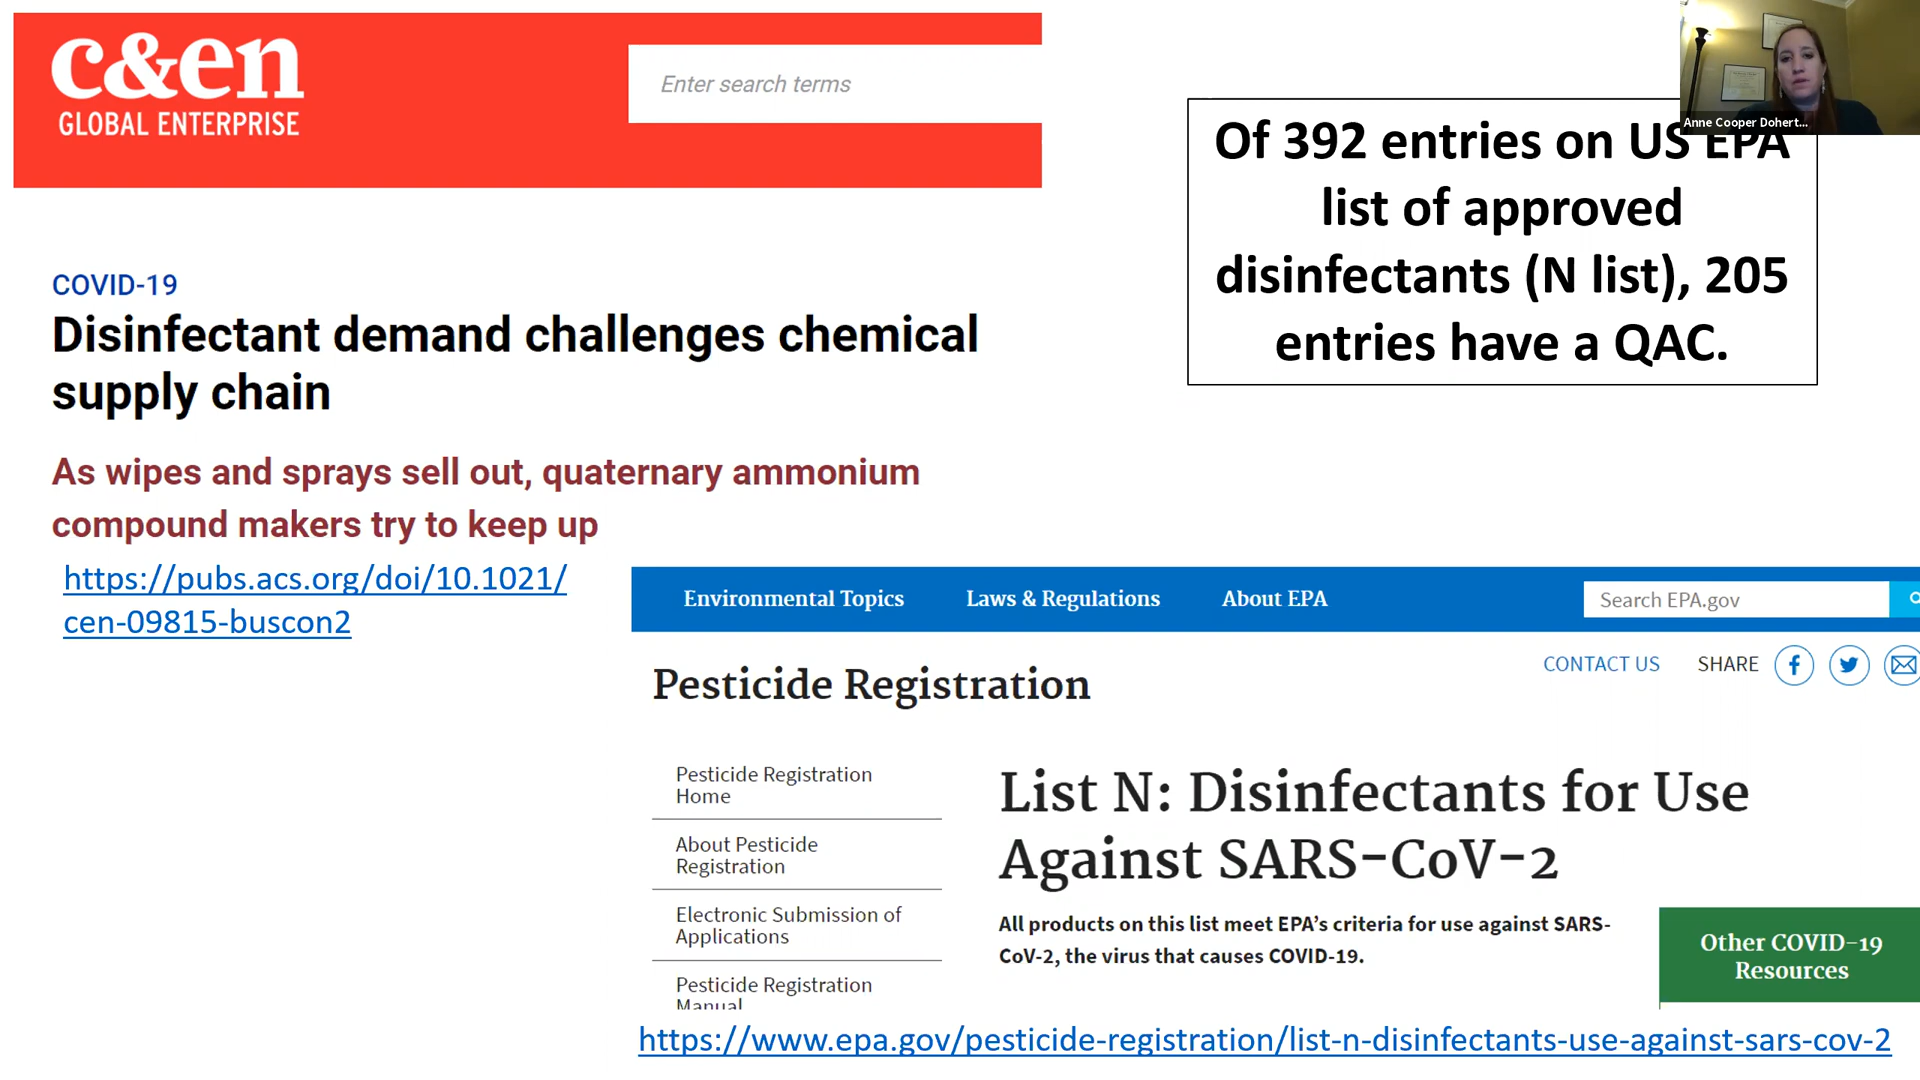 c&en
GLOBAL ENTERPRISE
Enter search terms
Anne Cooper Dohert...
Of 392 entries on US EPA
list of approved
disinfectants (N list), 205
entries have a QAC.
COVID-19
Disinfectant demand challenges chemical
supply chain
As wipes and sprays sell out, quaternary ammonium
compound makers try to keep up
https://pubs.acs.org/doi/10.1021/
cen-09815-buscon2
Environmental Topics Laws & Regulations About EPA Search EPA.gov
CONTACT US SHARE
Pesticide Registration
Pesticide Registration
Home
About Pesticide
Registration
Electronic Submission of
Applications
Pesticide Registration
Manual
List N: Disinfectants for Use
Against SARS-CoV-2
All products on this list meet EPA's criteria for use against SARS-
CoV-2, the virus that causes COVID-19.
Other COVID-19
Resources
https://www.epa.gov/pesticide-registration/list-n-disinfectants-use-against-sars-cov-2